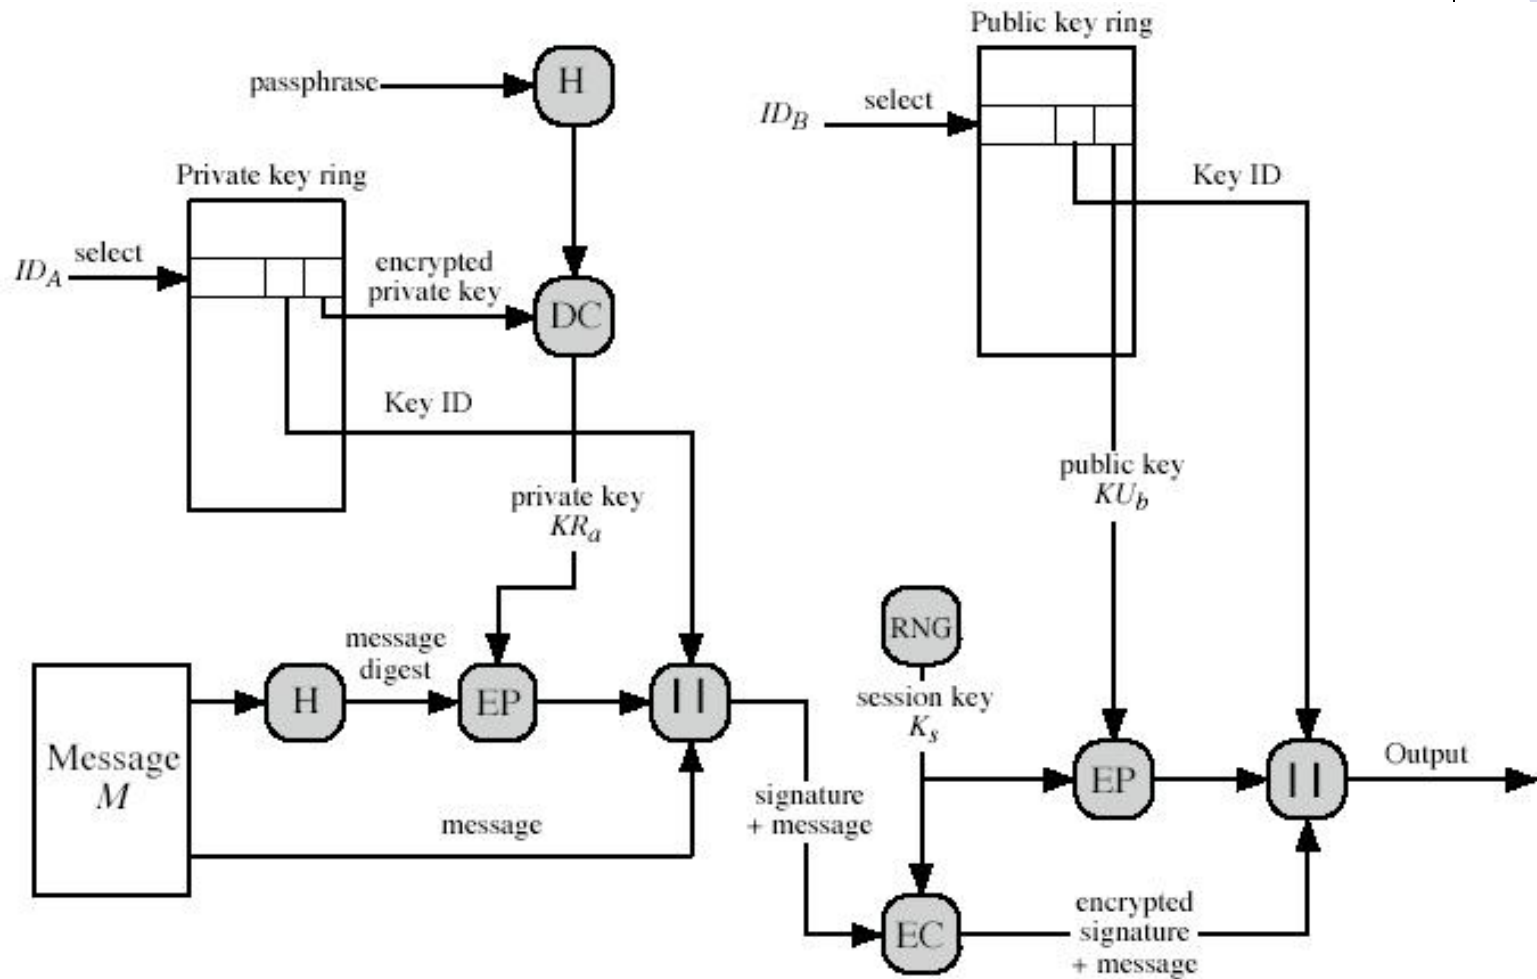 Public key ring
passphrase
H
ID_B
select
Private key ring
Key ID
ID_A
select
encrypted
private key
DC
Key ID
public key
KU_b
private key
KR_a
RNG
message
digest
session key
K_s
H
EP
||
Message
M
EP
||
Output
signature
+ message
message
EC
encrypted
signature
+ message